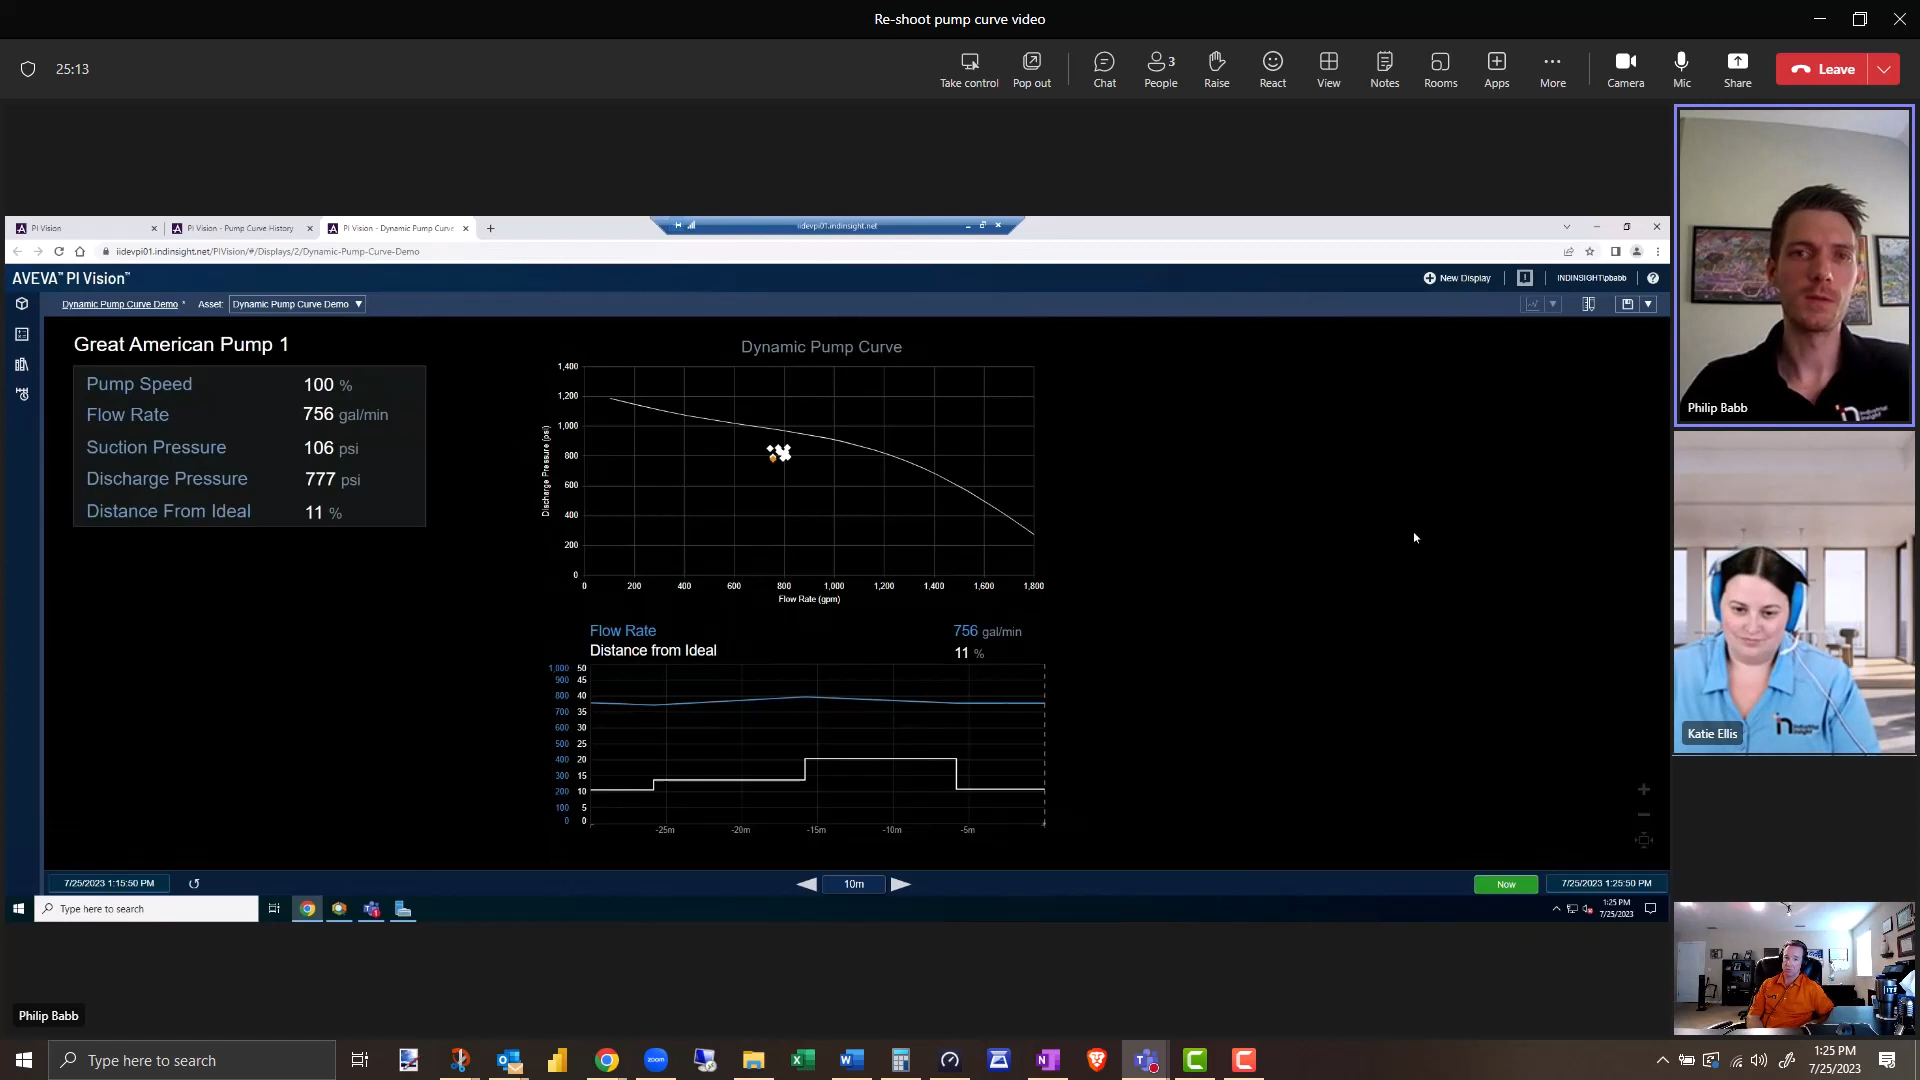 Re-shoot pump curve video
25:13
Take control
Pop out
Chat
3
People
Raise
React
View
Notes
Rooms
Apps
More
Camera
Mic
Share
Leave
PI Vision
PI Vision - Pump Curve History
PI Vision - Dynamic Pump Curve
iidevpi01.indinsight.net
iidevpi01.indinsight.net/PIVision/#/Displays/2/Dynamic-Pump-Curve-Demo
AVEVA™ PI Vision™
New Display
INDINSIGHT\pbabb
Dynamic Pump Curve Demo *
Asset:
Dynamic Pump Curve Demo
Great American Pump 1
Pump Speed 100 %
Flow Rate 756 gal/min
Suction Pressure 106 psi
Discharge Pressure 777 psi
Distance From Ideal 11 %
Dynamic Pump Curve
1,400
1,200
1,000
800
600
400
200
0
Discharge Pressure (psi)
0 200 400 600 800 1,000 1,200 1,400 1,600 1,800
Flow Rate (gpm)
Flow Rate 756 gal/min
Distance from Ideal 11 %
1,000 50
900 45
800 40
700 35
600 30
500 25
400 20
300 15
200 10
100 5
0 0
-25m -20m -15m -10m -5m
7/25/2023 1:15:50 PM
10m
Now
7/25/2023 1:25:50 PM
Type here to search
1:25 PM
7/25/2023
Philip Babb
Katie Ellis
Philip Babb
Type here to search
zoom
1:25 PM
7/25/2023